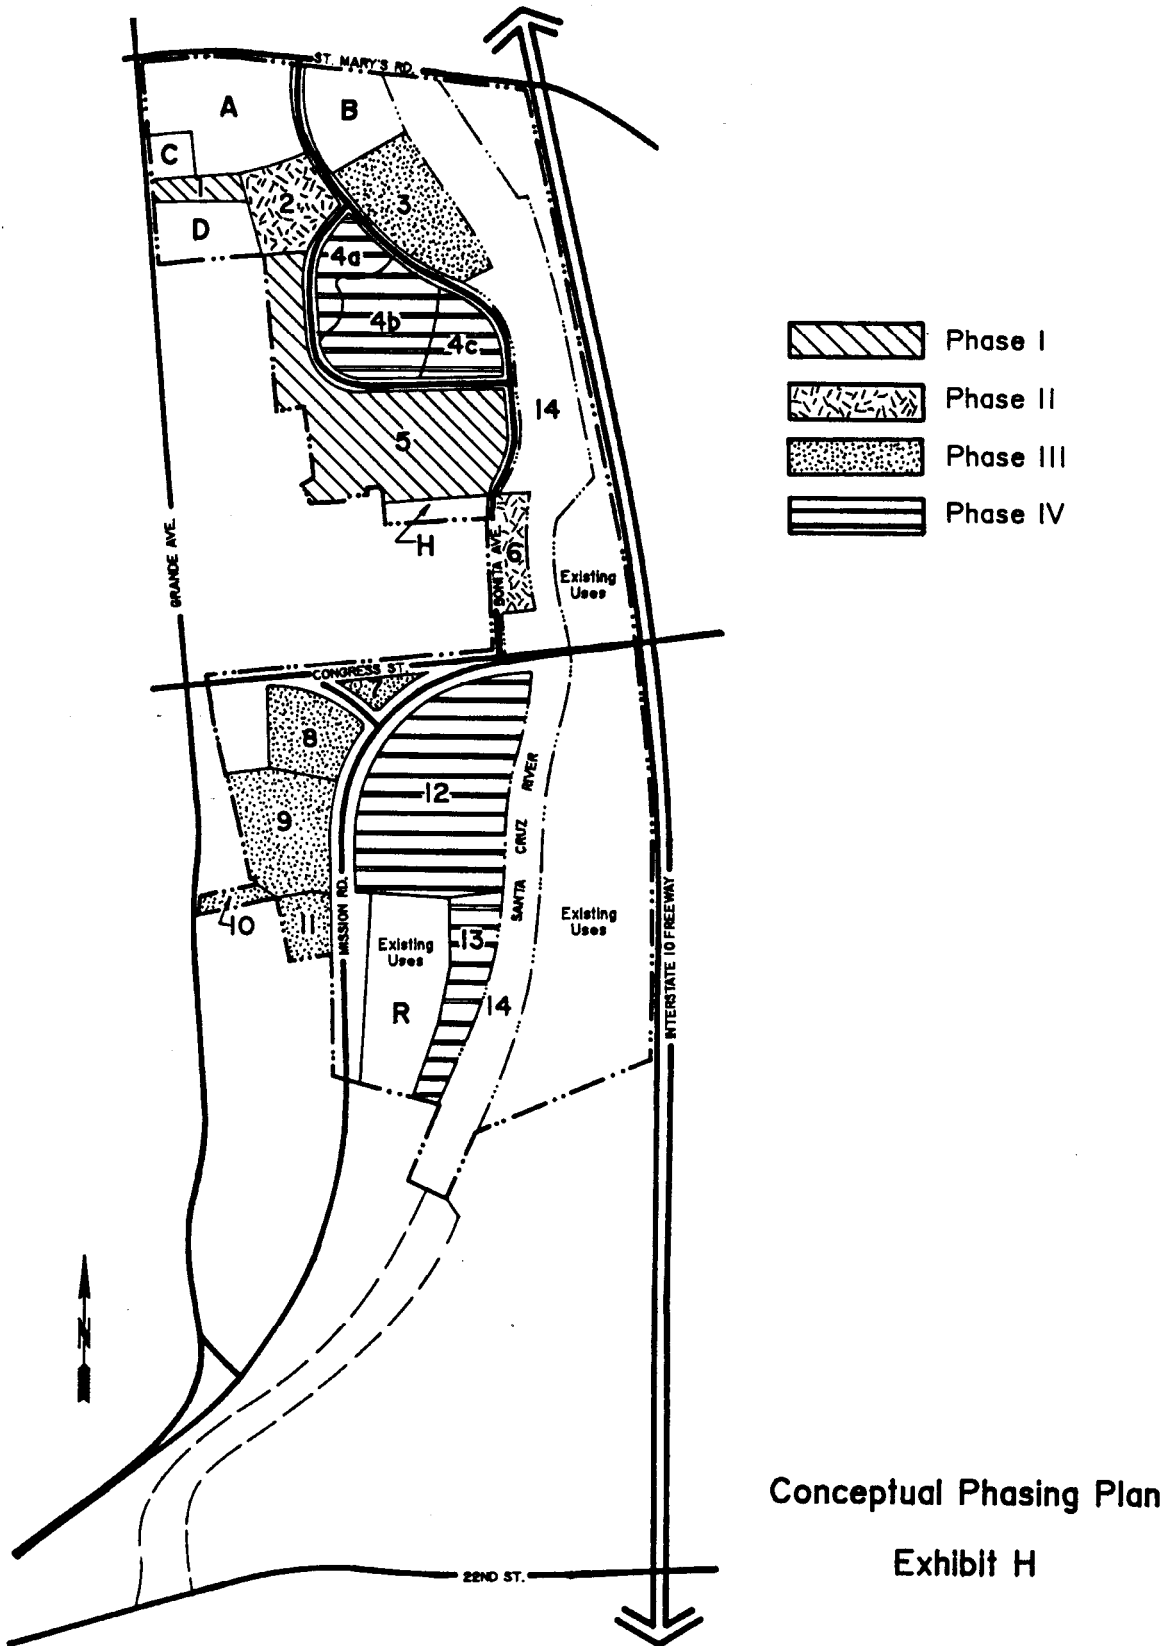 ST. MARY'S RD.
A
B
C
1
2
3
D
4a
4b
4c
14
5
H
6
GRANDE AVE.
BONITA AVE.
Existing
Uses
CONGRESS ST.
7
8
12
9
SANTA CRUZ RIVER
10
11
MISSION RD.
Existing
Uses
13
Existing
Uses
R
14
INTERSTATE 10 FREEWAY
N
22ND ST.
Phase I
Phase II
Phase III
Phase IV
Conceptual Phasing Plan
Exhibit H